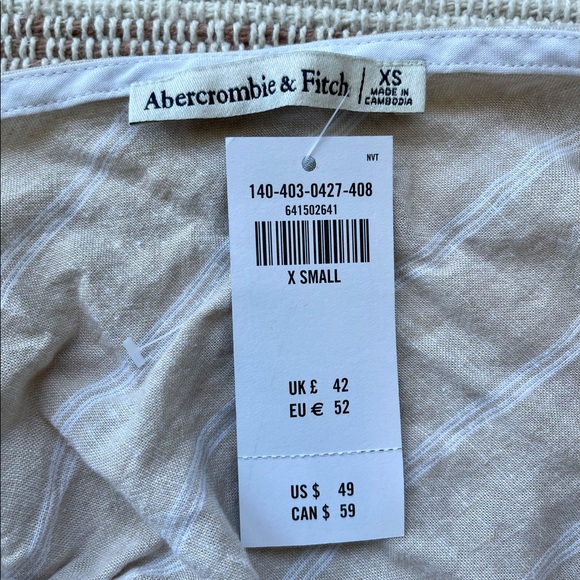 Abercrombie & Fitch
XS
MADE IN
CAMBODIA
NVT
140-403-0427-408
641502641
X SMALL
UK £ 42
EU € 52
US $ 49
CAN $ 59